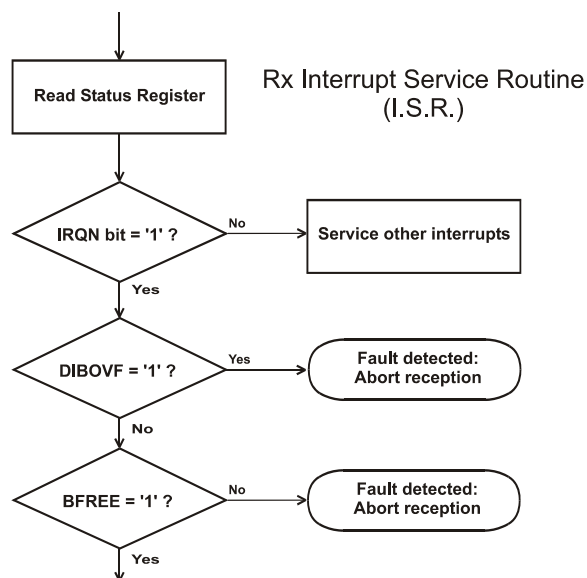 Read Status Register
Rx Interrupt Service Routine
(I.S.R.)
IRQN bit = '1' ?
No
Service other interrupts
Yes
DIBOVF = '1' ?
Yes
Fault detected:
Abort reception
No
BFREE = '1' ?
No
Fault detected:
Abort reception
Yes